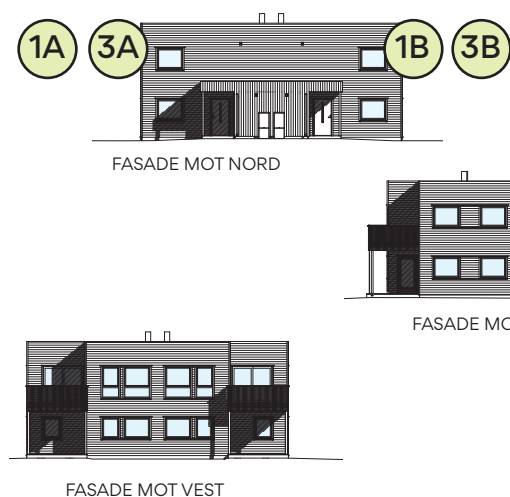 1A 3A 1B 3B
FASADE MOT NORD
FASADE MO
FASADE MOT VEST